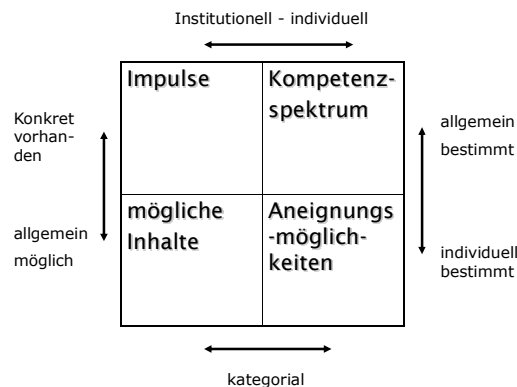 Institutionell - individuell
Impulse
Kompetenz-
spektrum
Konkret
vorhan-
den
allgemein
bestimmt
mögliche
Inhalte
Aneignungs
-möglich-
keiten
allgemein
möglich
individuell
bestimmt
kategorial